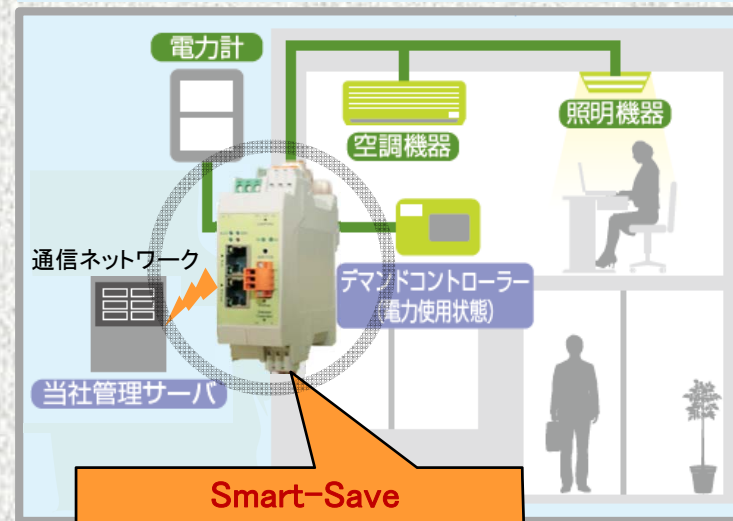 電力計
照明機器
空調機器
通信ネットワーク
デマンドコントローラー
(電力使用状態)
当社管理サーバ
Smart-Save